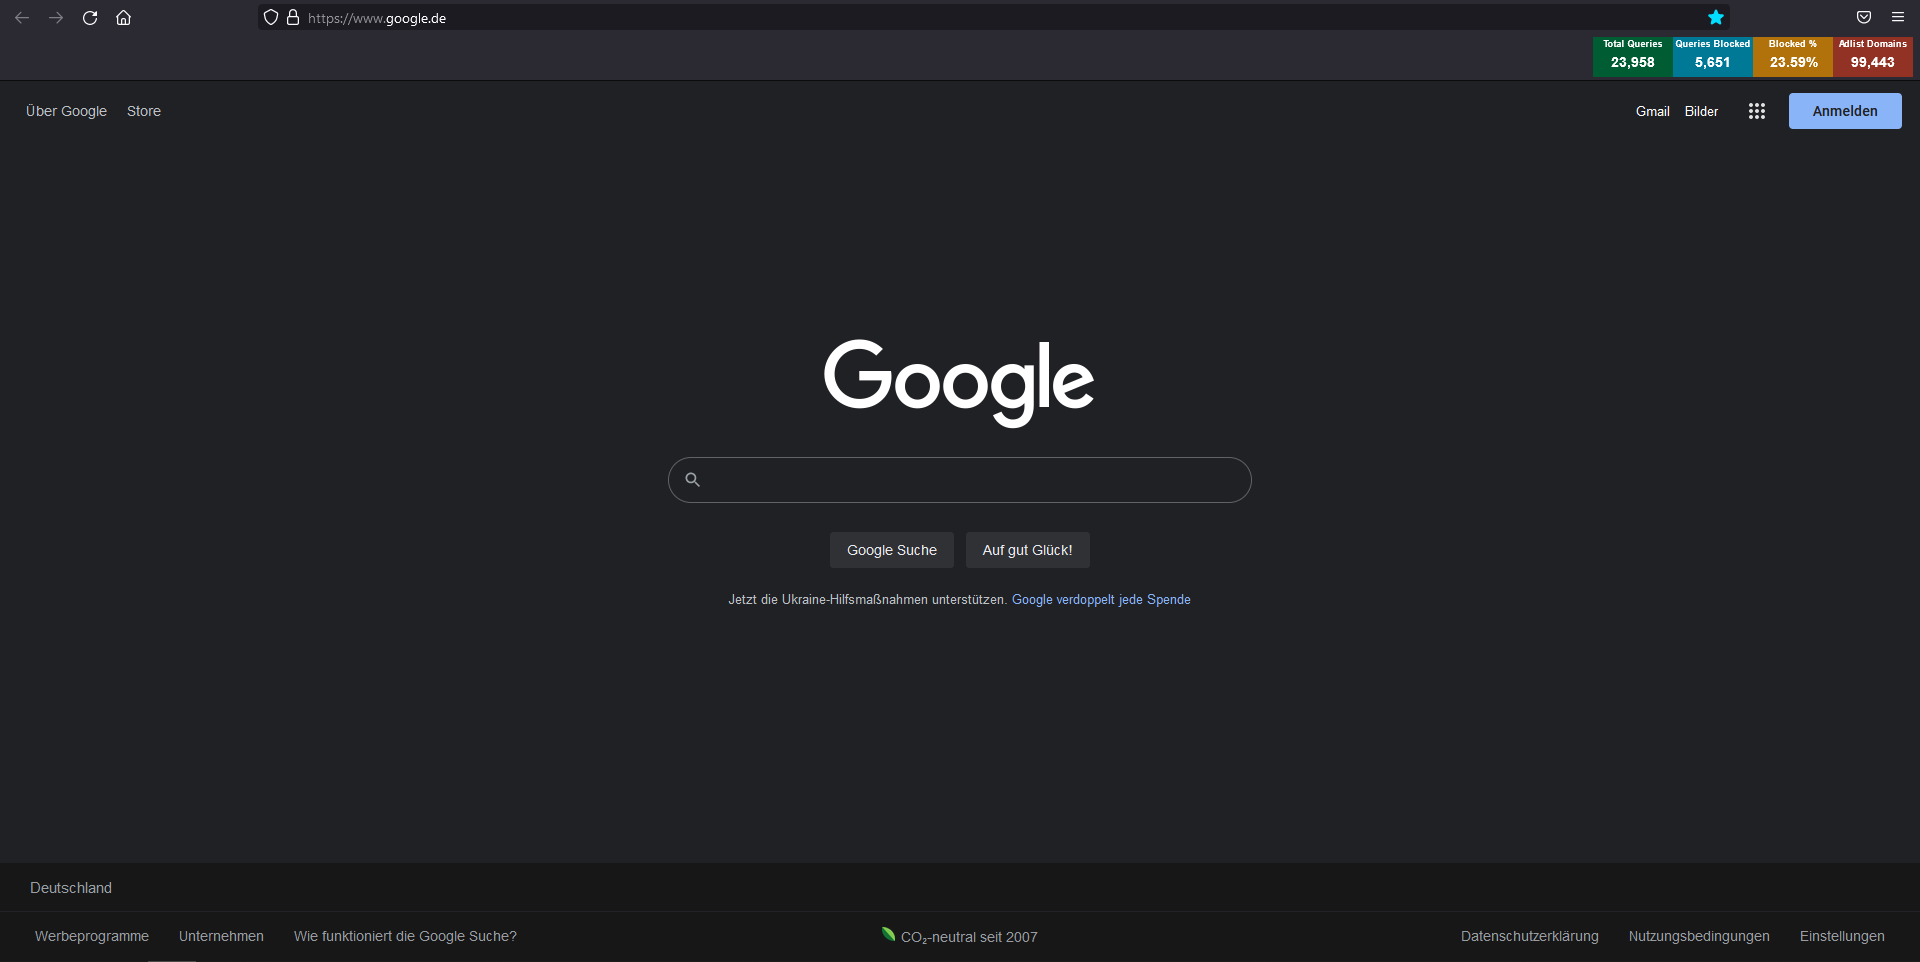 https://www.google.de
Total Queries Queries Blocked Blocked % Adlist Domains
23,958 5,651 23.59% 99,443
Über Google Store Gmail Bilder Anmelden
Google
Google Suche Auf gut Glück!
Jetzt die Ukraine-Hilfsmaßnahmen unterstützen. Google verdoppelt jede Spende
Deutschland
Werbeprogramme Unternehmen Wie funktioniert die Google Suche? CO₂-neutral seit 2007 Datenschutzerklärung Nutzungsbedingungen Einstellungen